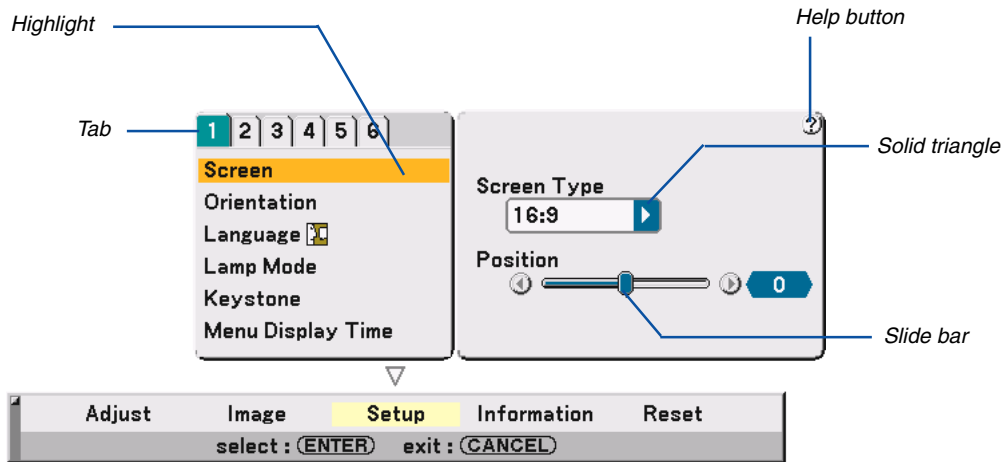 Highlight
Help button
Tab
Solid triangle
1 2 3 4 5 6
?
Screen
Orientation
Language
Lamp Mode
Keystone
Menu Display Time
Screen Type
16:9
Position
0
Slide bar
Adjust Image Setup Information Reset
select : ENTER exit : CANCEL